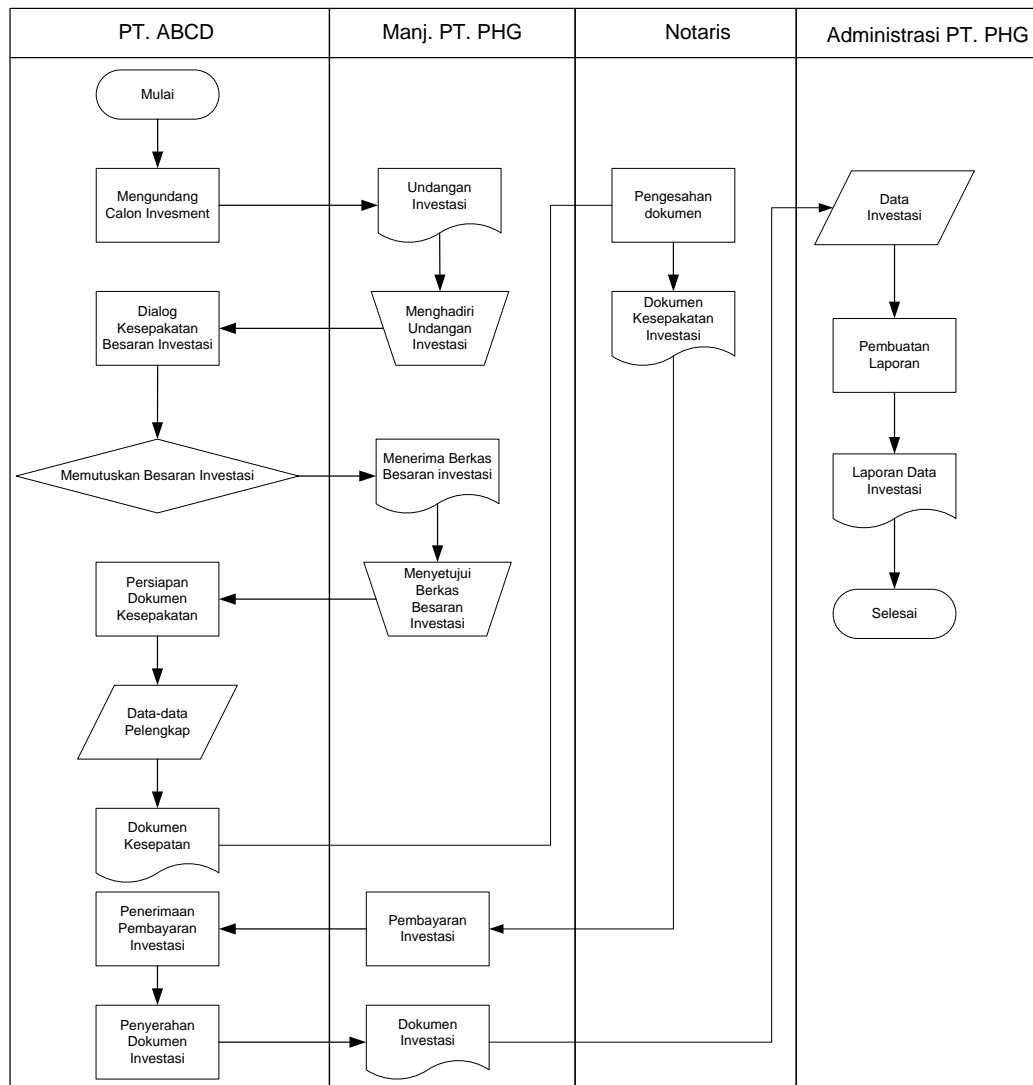 PT. ABCD
Manj. PT. PHG
Notaris
Administrasi PT. PHG
Mulai
Mengundang
Calon Invesment
Undangan
Investasi
Pengesahan
dokumen
Data
Investasi
Dialog
Kesepakatan
Besaran Investasi
Menghadiri
Undangan
Investasi
Dokumen
Kesepakatan
Investasi
Pembuatan
Laporan
Memutuskan Besaran Investasi
Menerima Berkas
Besaran investasi
Laporan Data
Investasi
Persiapan
Dokumen
Kesepakatan
Menyetujui
Berkas
Besaran
Investasi
Selesai
Data-data
Pelengkap
Dokumen
Kesepatan
Penerimaan
Pembayaran
Investasi
Pembayaran
Investasi
Penyerahan
Dokumen
Investasi
Dokumen
Investasi